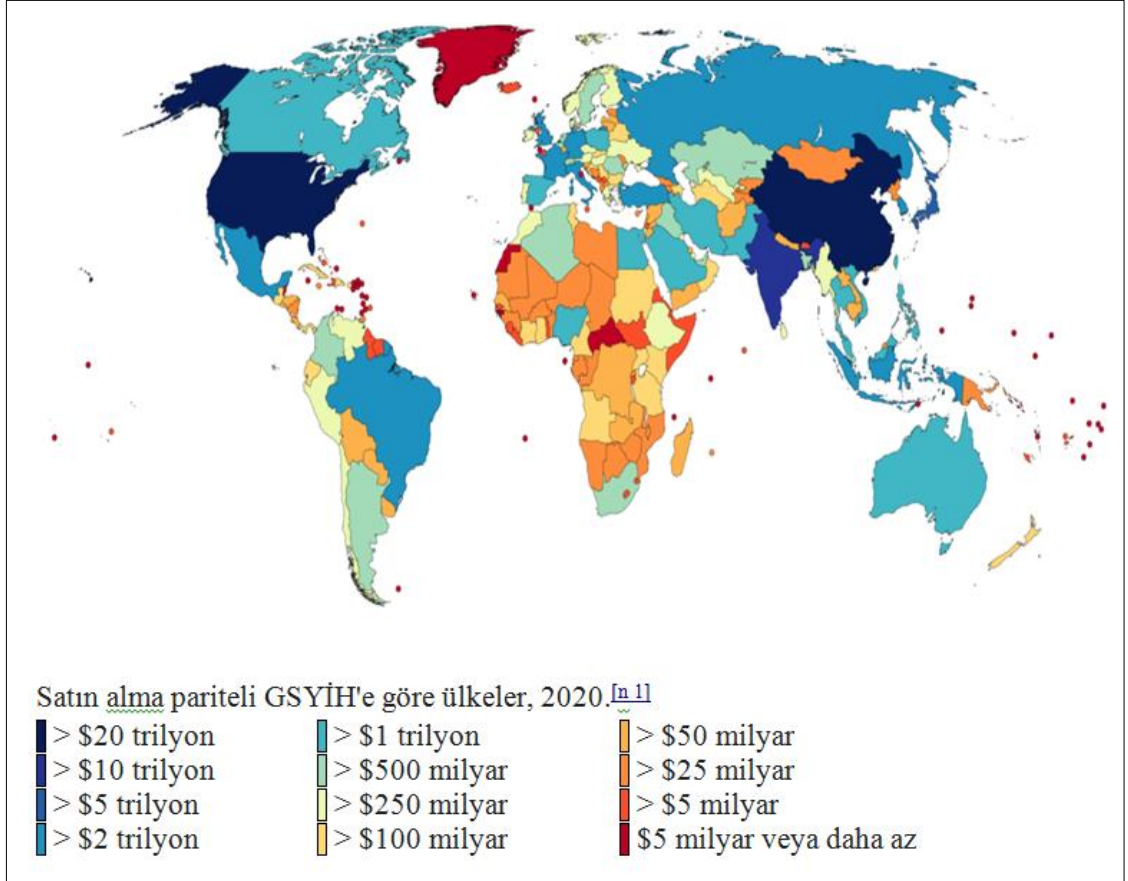 Satın alma pariteli GSYİH'e göre ülkeler, 2020.[n 1]
> $20 trilyon
> $10 trilyon
> $5 trilyon
> $2 trilyon
> $1 trilyon
> $500 milyar
> $250 milyar
> $100 milyar
> $50 milyar
> $25 milyar
> $5 milyar
$5 milyar veya daha az